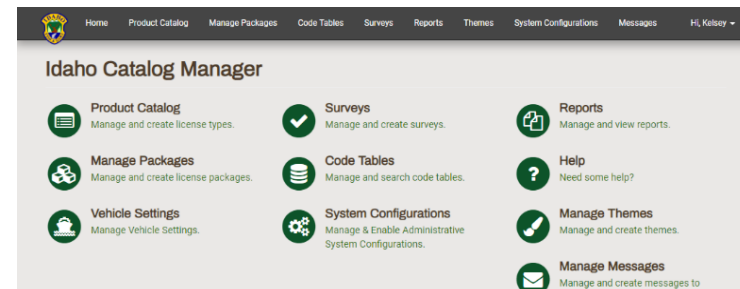 Home Product Catalog Manage Packages Code Tables Surveys Reports Themes System Configurations Messages Hi, Kelsey
Idaho Catalog Manager
Product Catalog
Manage and create license types.
Surveys
Manage and create surveys.
Reports
Manage and view reports.
Manage Packages
Manage and create license packages.
Code Tables
Manage and search code tables.
Help
Need some help?
Vehicle Settings
Manage Vehicle Settings.
System Configurations
Manage & Enable Administrative
System Configurations.
Manage Themes
Manage and create themes.
Manage Messages
Manage and create messages to